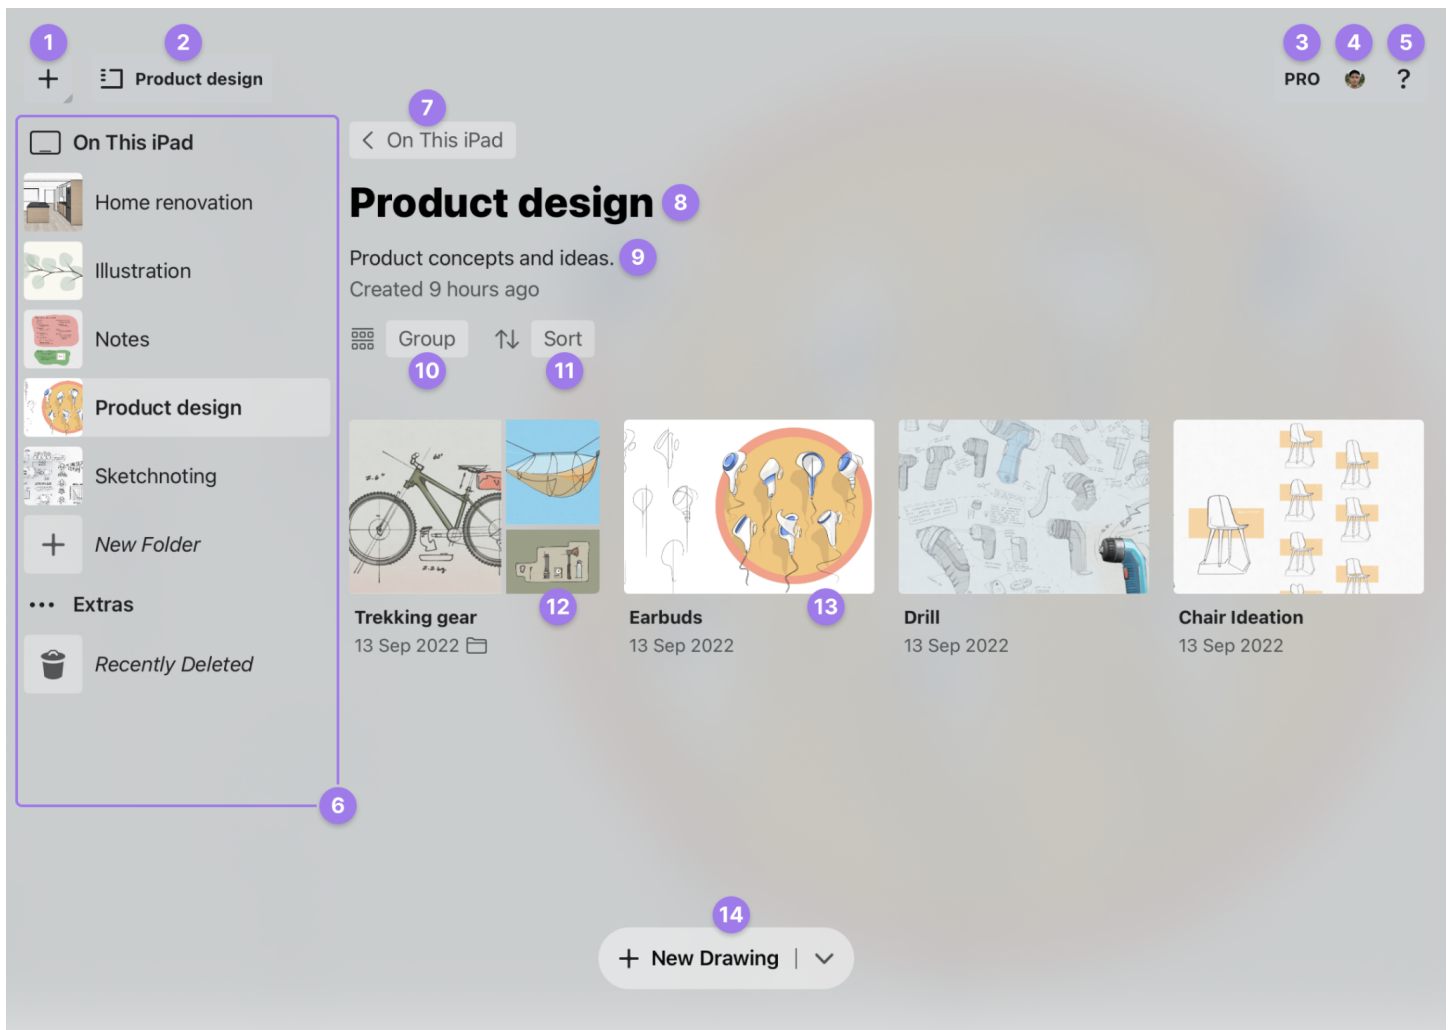 1
2
3
4
5
Product design
PRO
?
On This iPad
Home renovation
Illustration
Notes
Product design
Sketchnoting
New Folder
Extras
Recently Deleted
6
7
On This iPad
Product design
8
Product concepts and ideas.
9
Created 9 hours ago
Group
Sort
10
11
12
13
Trekking gear
13 Sep 2022
Earbuds
13 Sep 2022
Drill
13 Sep 2022
Chair Ideation
13 Sep 2022
14
New Drawing